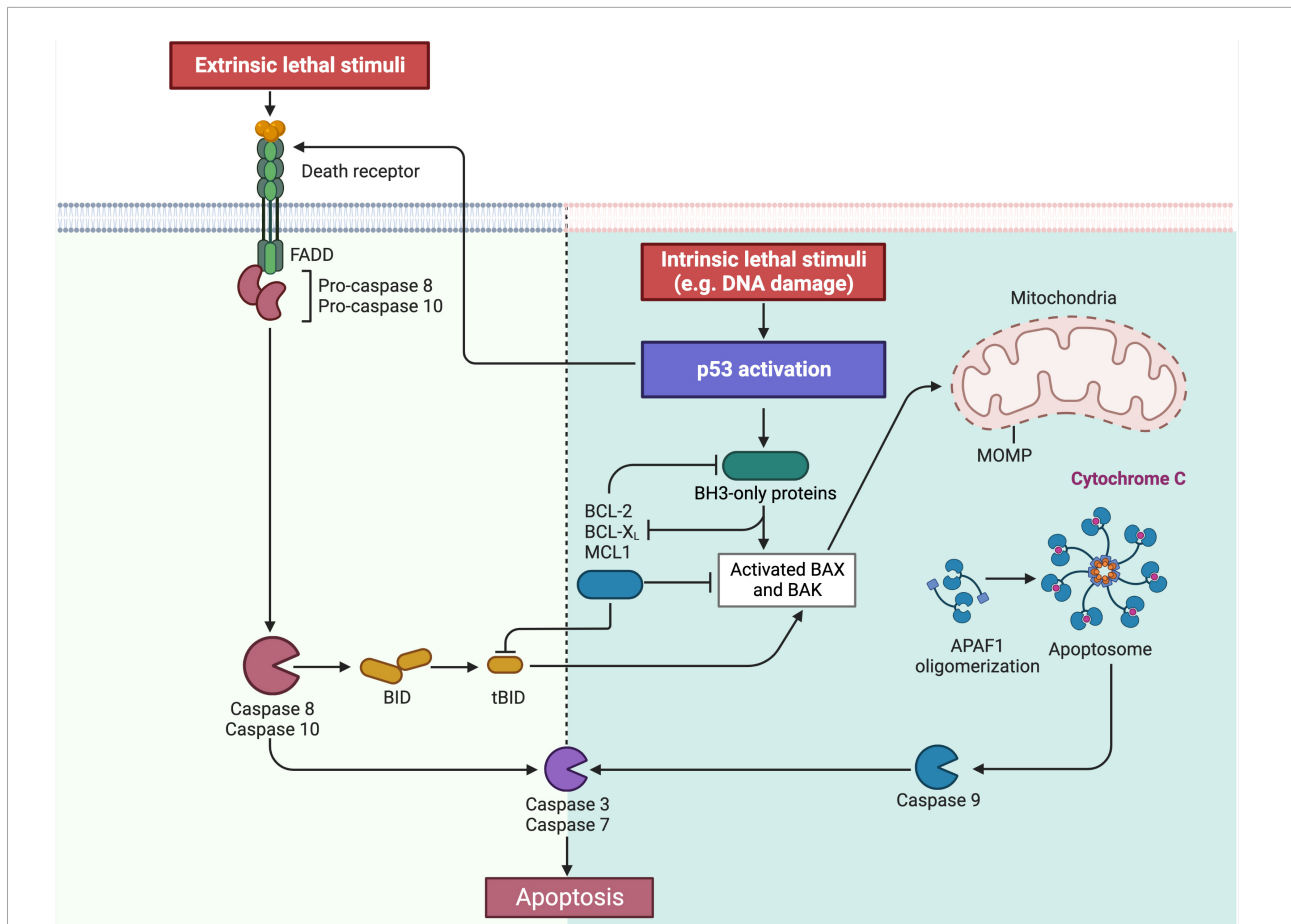 Extrinsic lethal stimuli
Death receptor
FADD
Pro-caspase 8
Pro-caspase 10
Intrinsic lethal stimuli
(e.g. DNA damage)
p53 activation
Mitochondria
MOMP
Cytochrome C
BH3-only proteins
BCL-2
BCL-XL
MCL1
Activated BAX
and BAK
APAF1
oligomerization
Apoptosome
BID
tBID
Caspase 8
Caspase 10
Caspase 3
Caspase 7
Caspase 9
Apoptosis